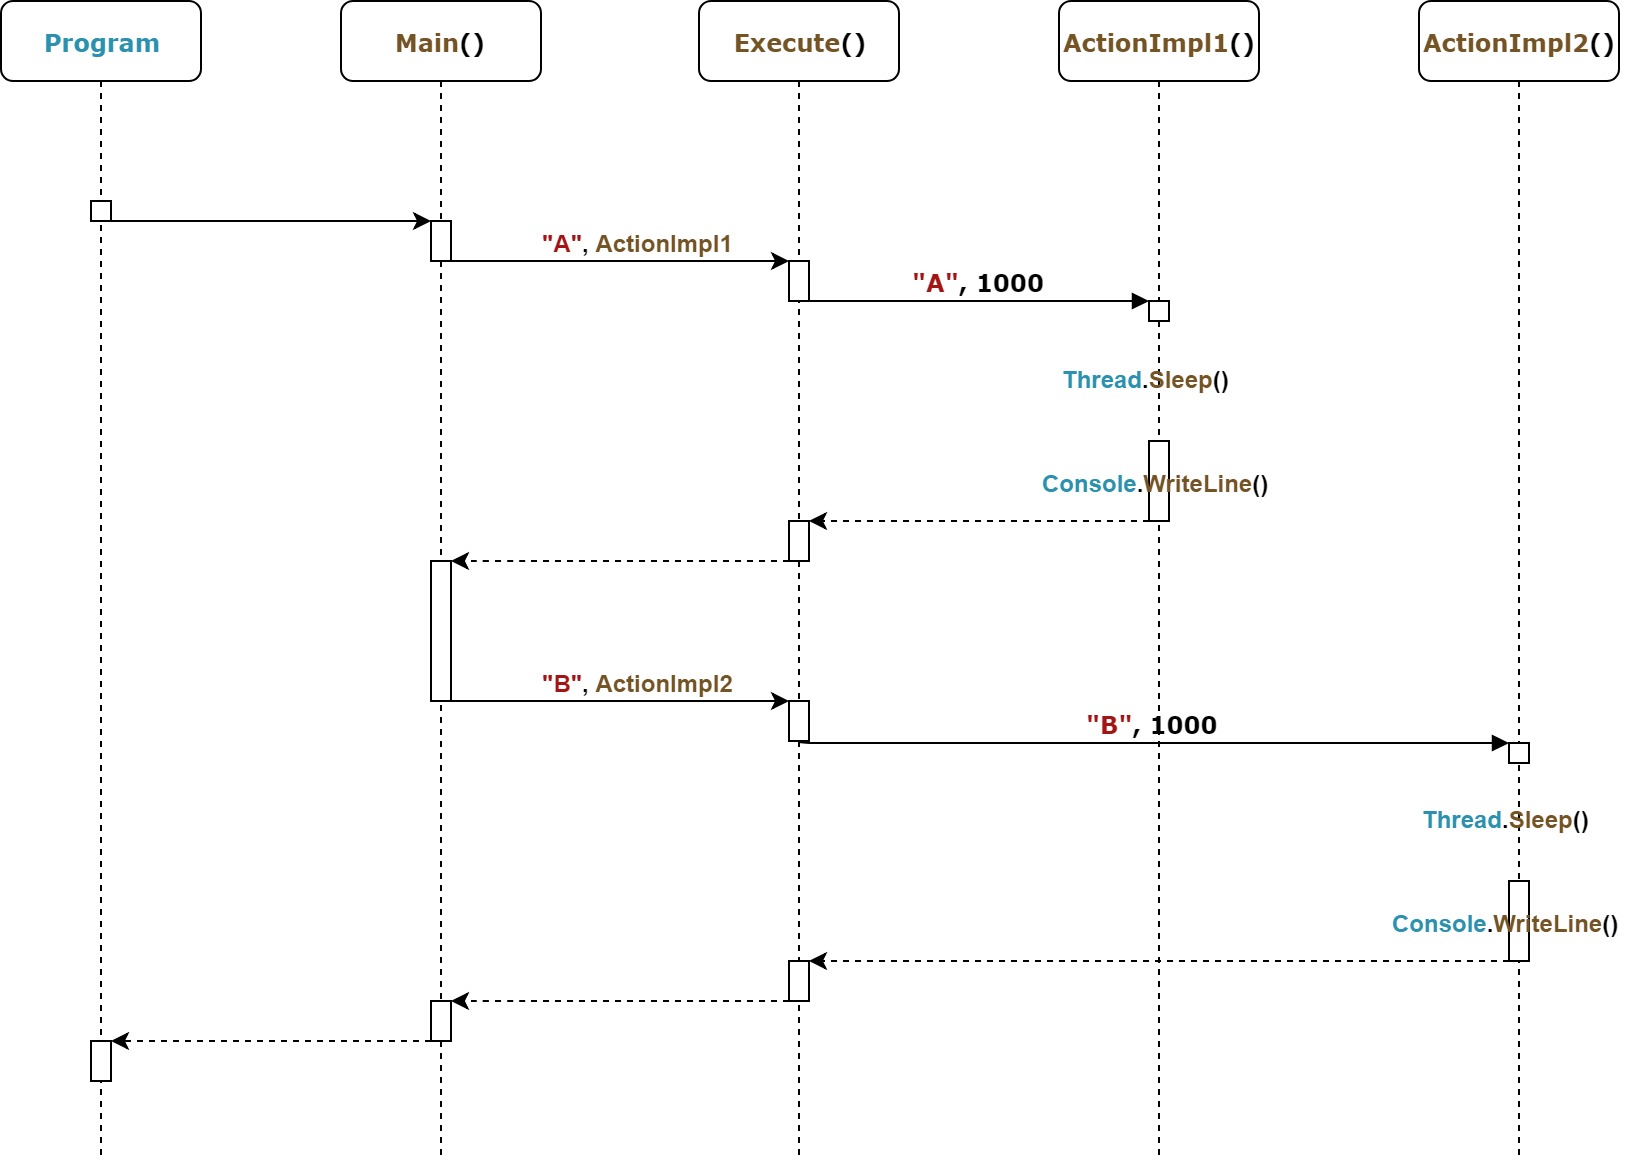 Program
Main()
Execute()
ActionImpl1()
ActionImpl2()
"A", ActionImpl1
"A", 1000
Thread.Sleep()
Console.WriteLine()
"B", ActionImpl2
"B", 1000
Thread.Sleep()
Console.WriteLine()